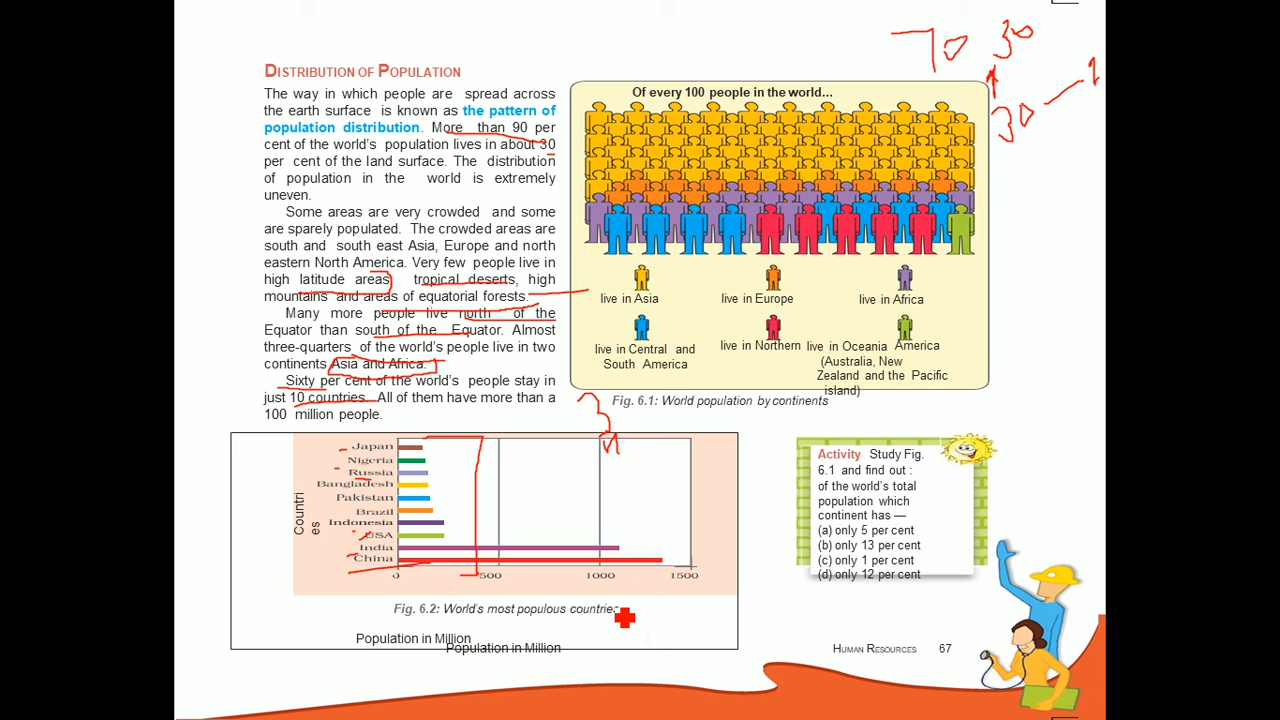 70 30
30
DISTRIBUTION OF POPULATION
The way in which people are spread across
the earth surface is known as the pattern of
population distribution. More than 90 per
cent of the world's population lives in about 30
per cent of the land surface. The distribution
of population in the world is extremely
uneven.
Some areas are very crowded and some
are sparely populated. The crowded areas are
south and south east Asia, Europe and north
eastern North America. Very few people live in
high latitude areas tropical deserts, high
mountains and areas of equatorial forests.
Many more people live north of the
Equator than south of the Equator. Almost
three-quarters of the world's people live in two
continents Asia and Africa.
Sixty per cent of the world's people stay in
just 10 countries. All of them have more than a
100 million people.
Of every 100 people in the world...
live in Asia
live in Europe
live in Africa
live in Central and
South America
live in Northern
live in Oceania America
(Australia, New
Zealand and the Pacific
island)
Fig. 6.1: World population by continents
3
Countri
es
Japan
Nigeria
Russia
Bangladesh
Pakistan
Brazil
Indonesia
USA
India
China
0 500 1000 1500
Fig. 6.2: World's most populous countries
Population in Million
Population in Million
Activity Study Fig.
6.1 and find out :
of the world's total
population which
continent has —
(a) only 5 per cent
(b) only 13 per cent
(c) only 1 per cent
(d) only 12 per cent
HUMAN RESOURCES 67